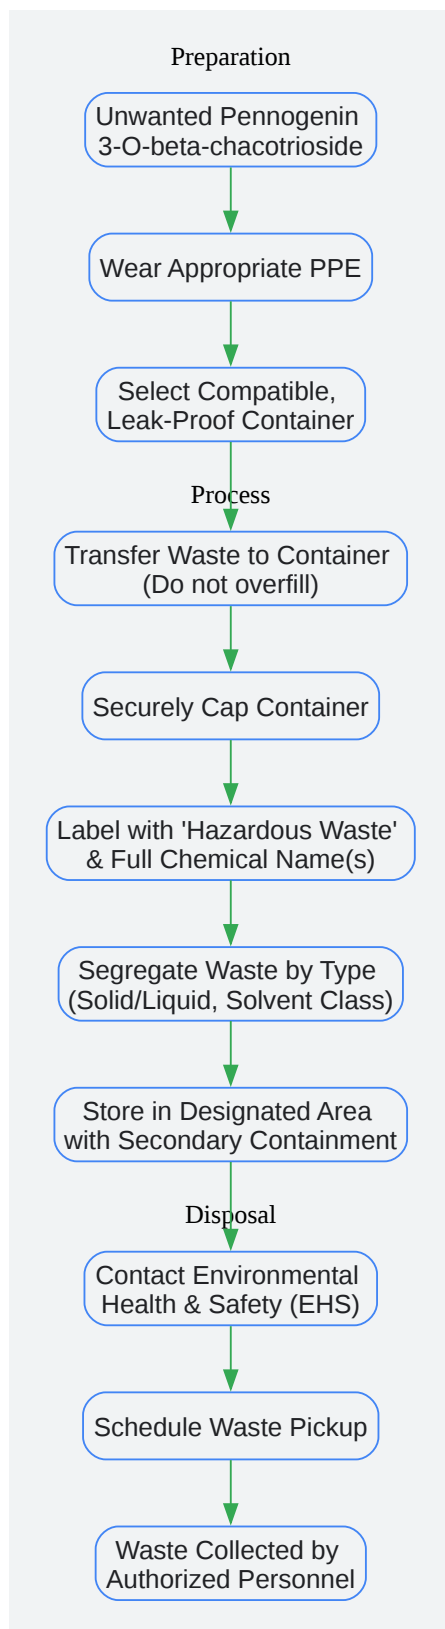 Preparation
Unwanted Pennogenin
3-O-beta-chacotrioside
Wear Appropriate PPE
Select Compatible,
Leak-Proof Container
Process
Transfer Waste to Container
(Do not overfill)
Securely Cap Container
Label with 'Hazardous Waste'
& Full Chemical Name(s)
Segregate Waste by Type
(Solid/Liquid, Solvent Class)
Store in Designated Area
with Secondary Containment
Disposal
Contact Environmental
Health & Safety (EHS)
Schedule Waste Pickup
Waste Collected by
Authorized Personnel